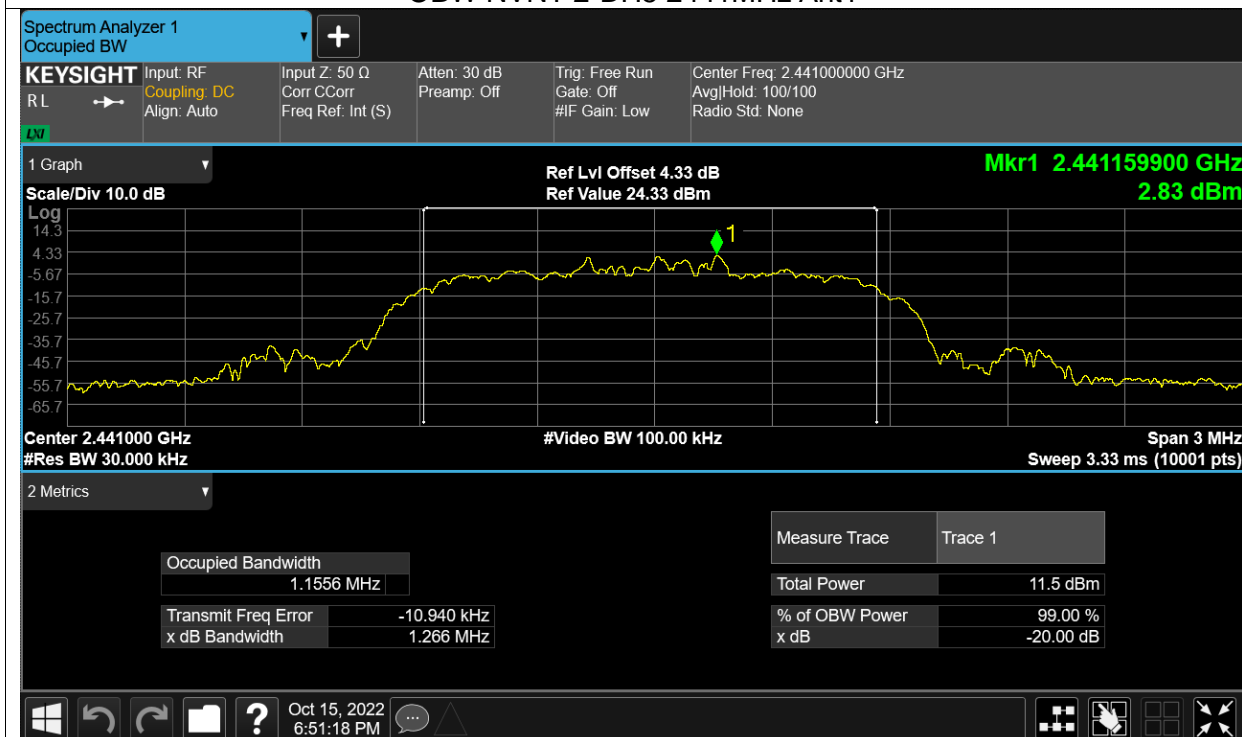 Spectrum Analyzer 1
Occupied BW
+
KEYSIGHT
R L
LXI
Input: RF
Coupling: DC
Align: Auto
Input Z: 50 Ω
Corr CCorr
Freq Ref: Int (S)
Atten: 30 dB
Preamp: Off
Trig: Free Run
Gate: Off
#IF Gain: Low
Center Freq: 2.441000000 GHz
Avg|Hold: 100/100
Radio Std: None
1 Graph
Scale/Div 10.0 dB
Ref Lvl Offset 4.33 dB
Ref Value 24.33 dBm
Mkr1 2.441159900 GHz
2.83 dBm
Log
14.3
4.33
-5.67
-15.7
-25.7
-35.7
-45.7
-55.7
-65.7
1
Center 2.441000 GHz
#Res BW 30.000 kHz
#Video BW 100.00 kHz
Span 3 MHz
Sweep 3.33 ms (10001 pts)
2 Metrics
Measure Trace Trace 1
Occupied Bandwidth
1.1556 MHz
Total Power 11.5 dBm
Transmit Freq Error -10.940 kHz
% of OBW Power 99.00 %
x dB Bandwidth 1.266 MHz
x dB -20.00 dB
?
Oct 15, 2022
6:51:18 PM